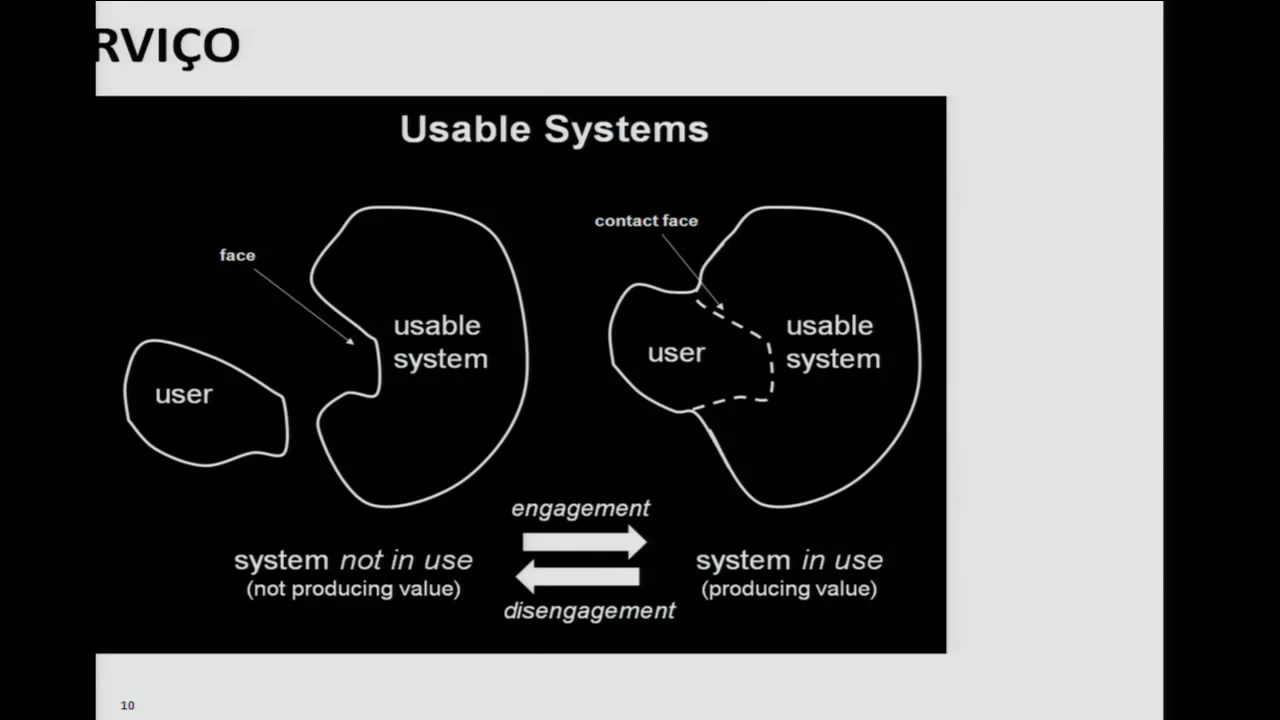 RVIÇO
Usable Systems
contact face
face
usable
system
user
usable
system
user
engagement
system not in use
(not producing value)
system in use
(producing value)
disengagement
10